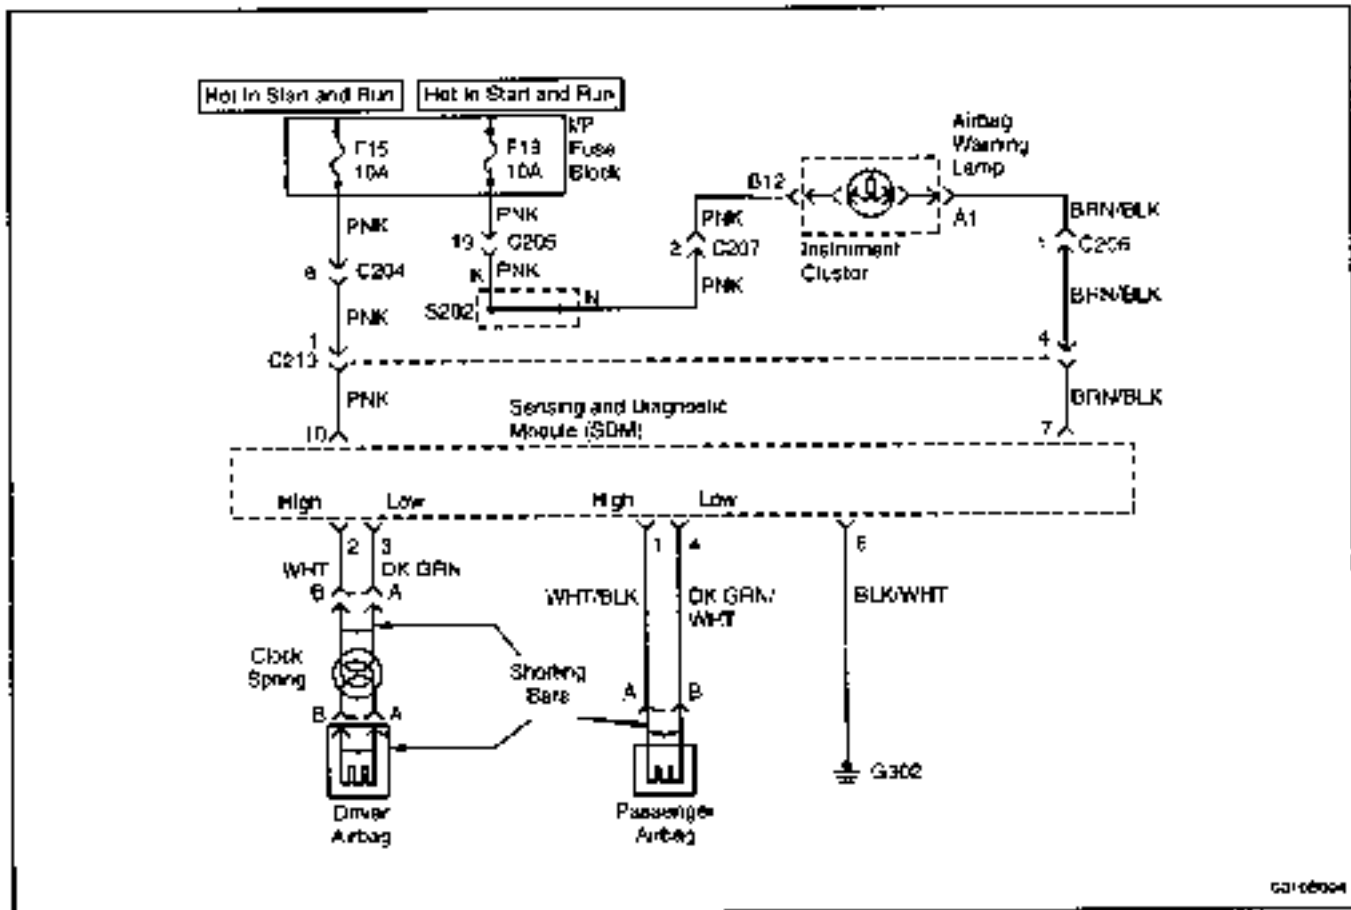 Hot In Start and Run
Hot In Start and Run
I/P
Fuse
Block
F15
10A
10A
Airbag
Warning
Lamp
B12
A1
Instrument
Cluster
PNK
PNK
PNK
BRN/BLK
19
C205
2
C207
C206
C204
PNK
K
PNK
PNK
BRN/BLK
S202
N
PNK
1
4
PNK
BRN/BLK
Sensing and Diagnostic
Module (SDM)
10
7
High
Low
High
Low
2
3
1
4
WHT
DK GRN
B
A
WHT/BLK
DK GRN/
WHT
BLK/WHT
Clock
Spring
Shorting
Bars
A
B
B
A
G302
Driver
Airbag
Passenger
Airbag